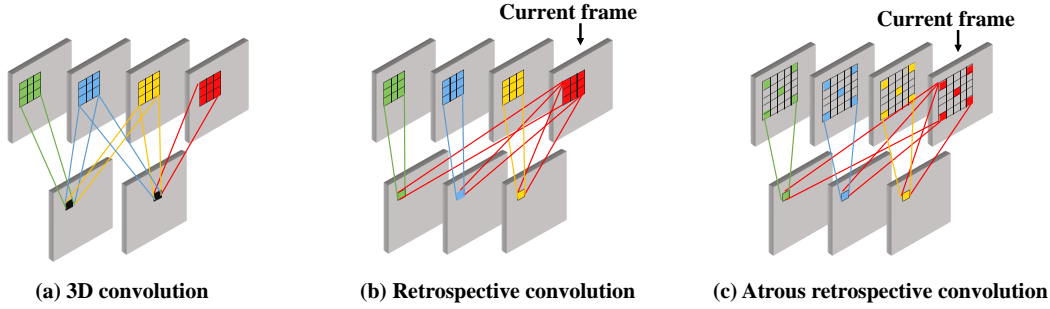 Current frame
Current frame
(a) 3D convolution
(b) Retrospective convolution
(c) Atrous retrospective convolution